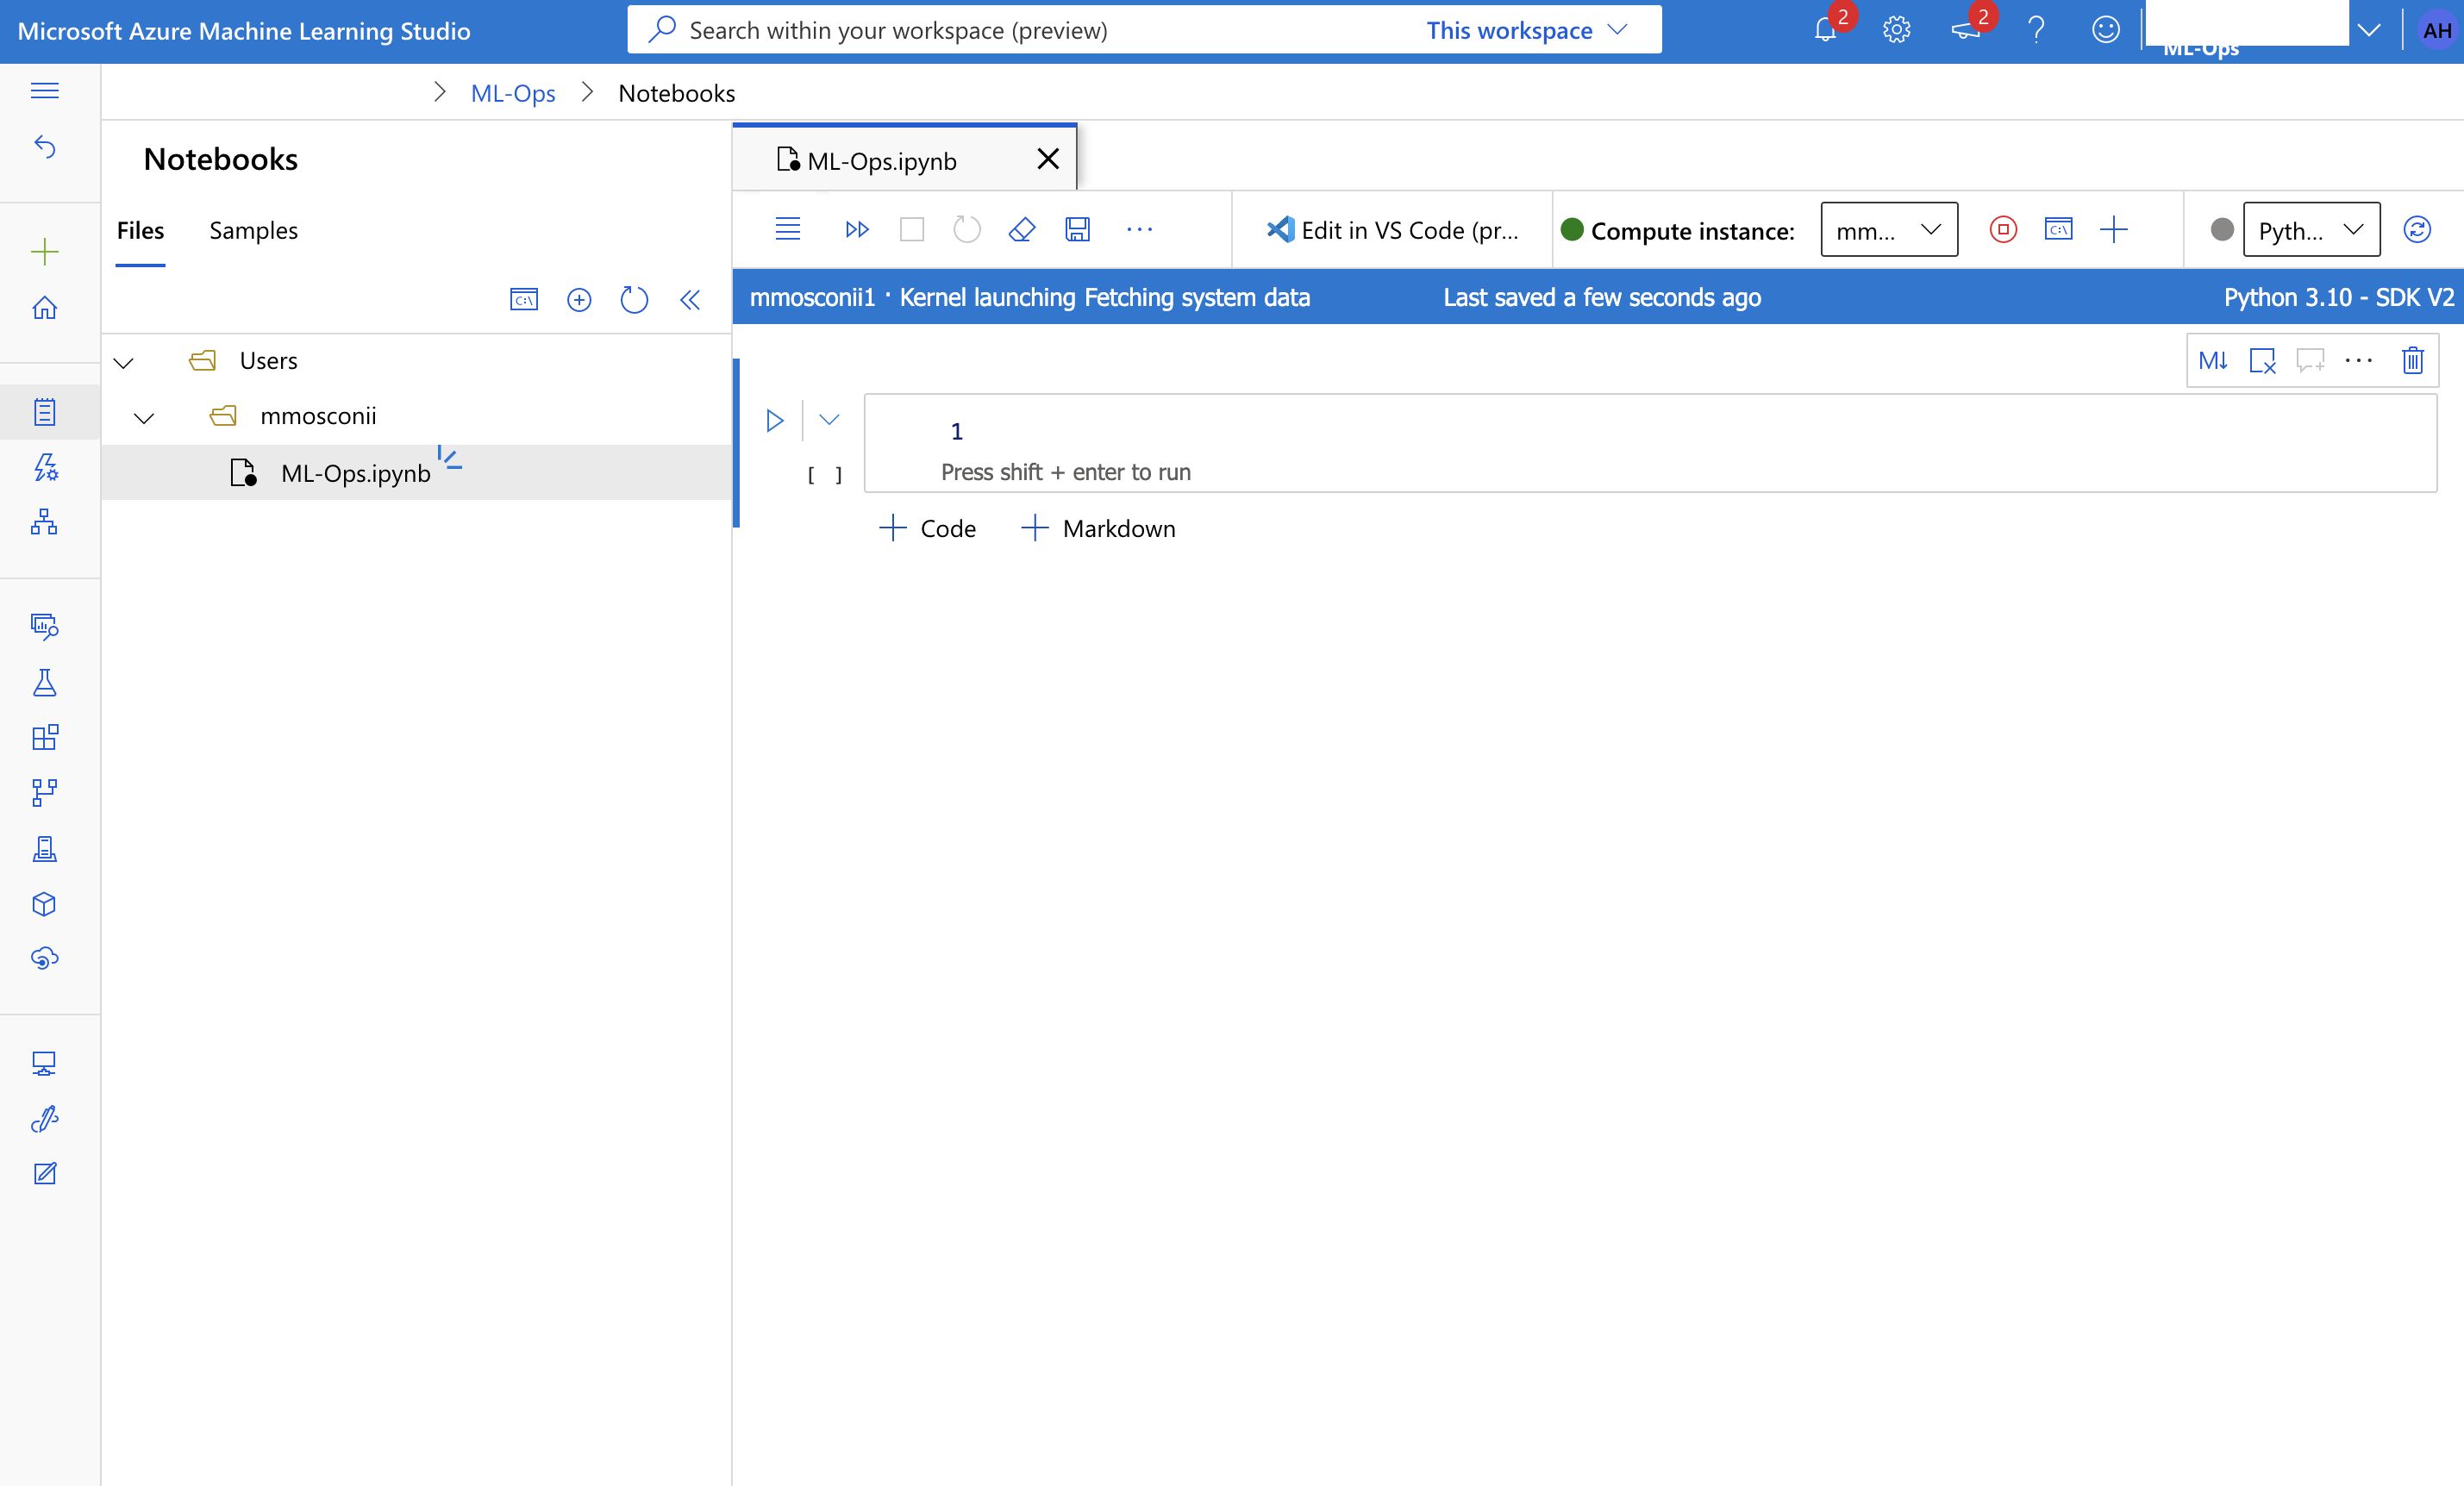 Microsoft Azure Machine Learning Studio
Search within your workspace (preview)
This workspace
2
2
ML-Ops
AH
ML-Ops
Notebooks
Notebooks
Files
Samples
Users
mmosconii
ML-Ops.ipynb
ML-Ops.ipynb
Edit in VS Code (pr...
Compute instance:
mm...
Pyth...
mmosconii1 · Kernel launching Fetching system data
Last saved a few seconds ago
Python 3.10 - SDK V2
M↓
1
[ ]
Press shift + enter to run
Code
Markdown